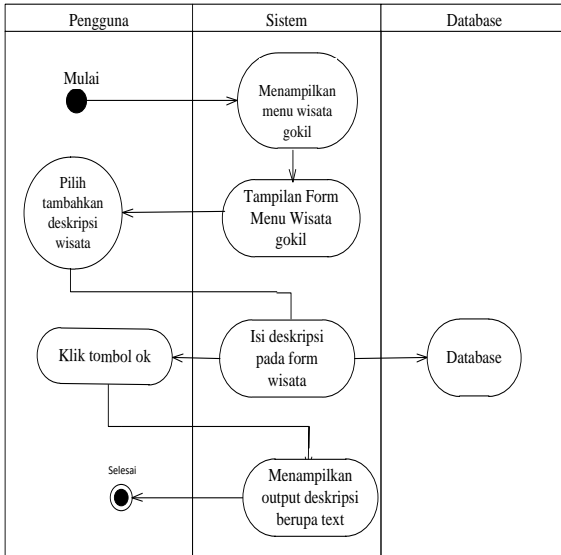 Pengguna
Sistem
Database
Mulai
Menampilkan
menu wisata
gokil
Pilih
tambahkan
deskripsi
wisata
Tampilan Form
Menu Wisata
gokil
Klik tombol ok
Isi deskripsi
pada form
wisata
Database
Selesai
Menampilkan
output deskripsi
berupa text